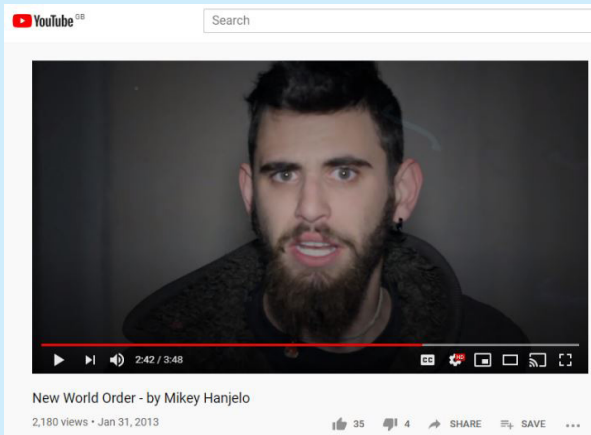 YouTube GB
Search
2:42 / 3:48
CC
HD
New World Order - by Mikey Hanjelo
2,180 views • Jan 31, 2013
35
4
SHARE
SAVE